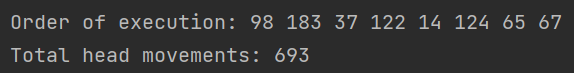 Order of execution: 98 183 37 122 14 124 65 67
Total head movements: 693